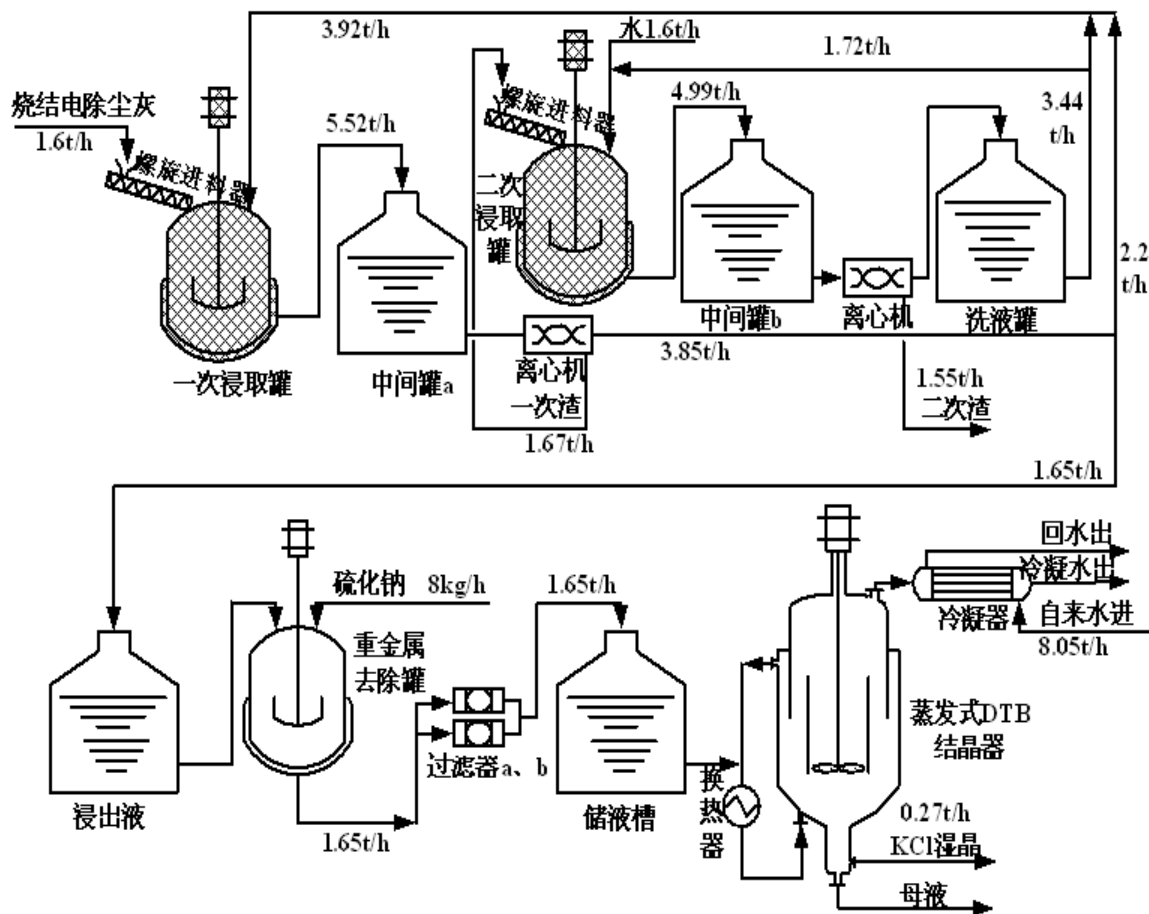 3.92t/h
水1.6t/h
1.72t/h
烧结电除尘灰
1.6t/h
螺旋进料器
5.52t/h
螺旋进料器
4.99t/h
3.44
t/h
二次
浸取
罐
2.2
t/h
一次浸取罐
中间罐a
离心机
一次渣
1.67t/h
3.85t/h
中间罐b
离心机
洗液罐
1.55t/h
二次渣
1.65t/h
硫化钠 8kg/h
1.65t/h
重金属
去除罐
回水出
冷凝水出
冷凝器
自来水进
8.05t/h
浸出液
1.65t/h
过滤器a、b
储液槽
换
热
器
蒸发式DTB
结晶器
0.27t/h
KCl湿晶
母液